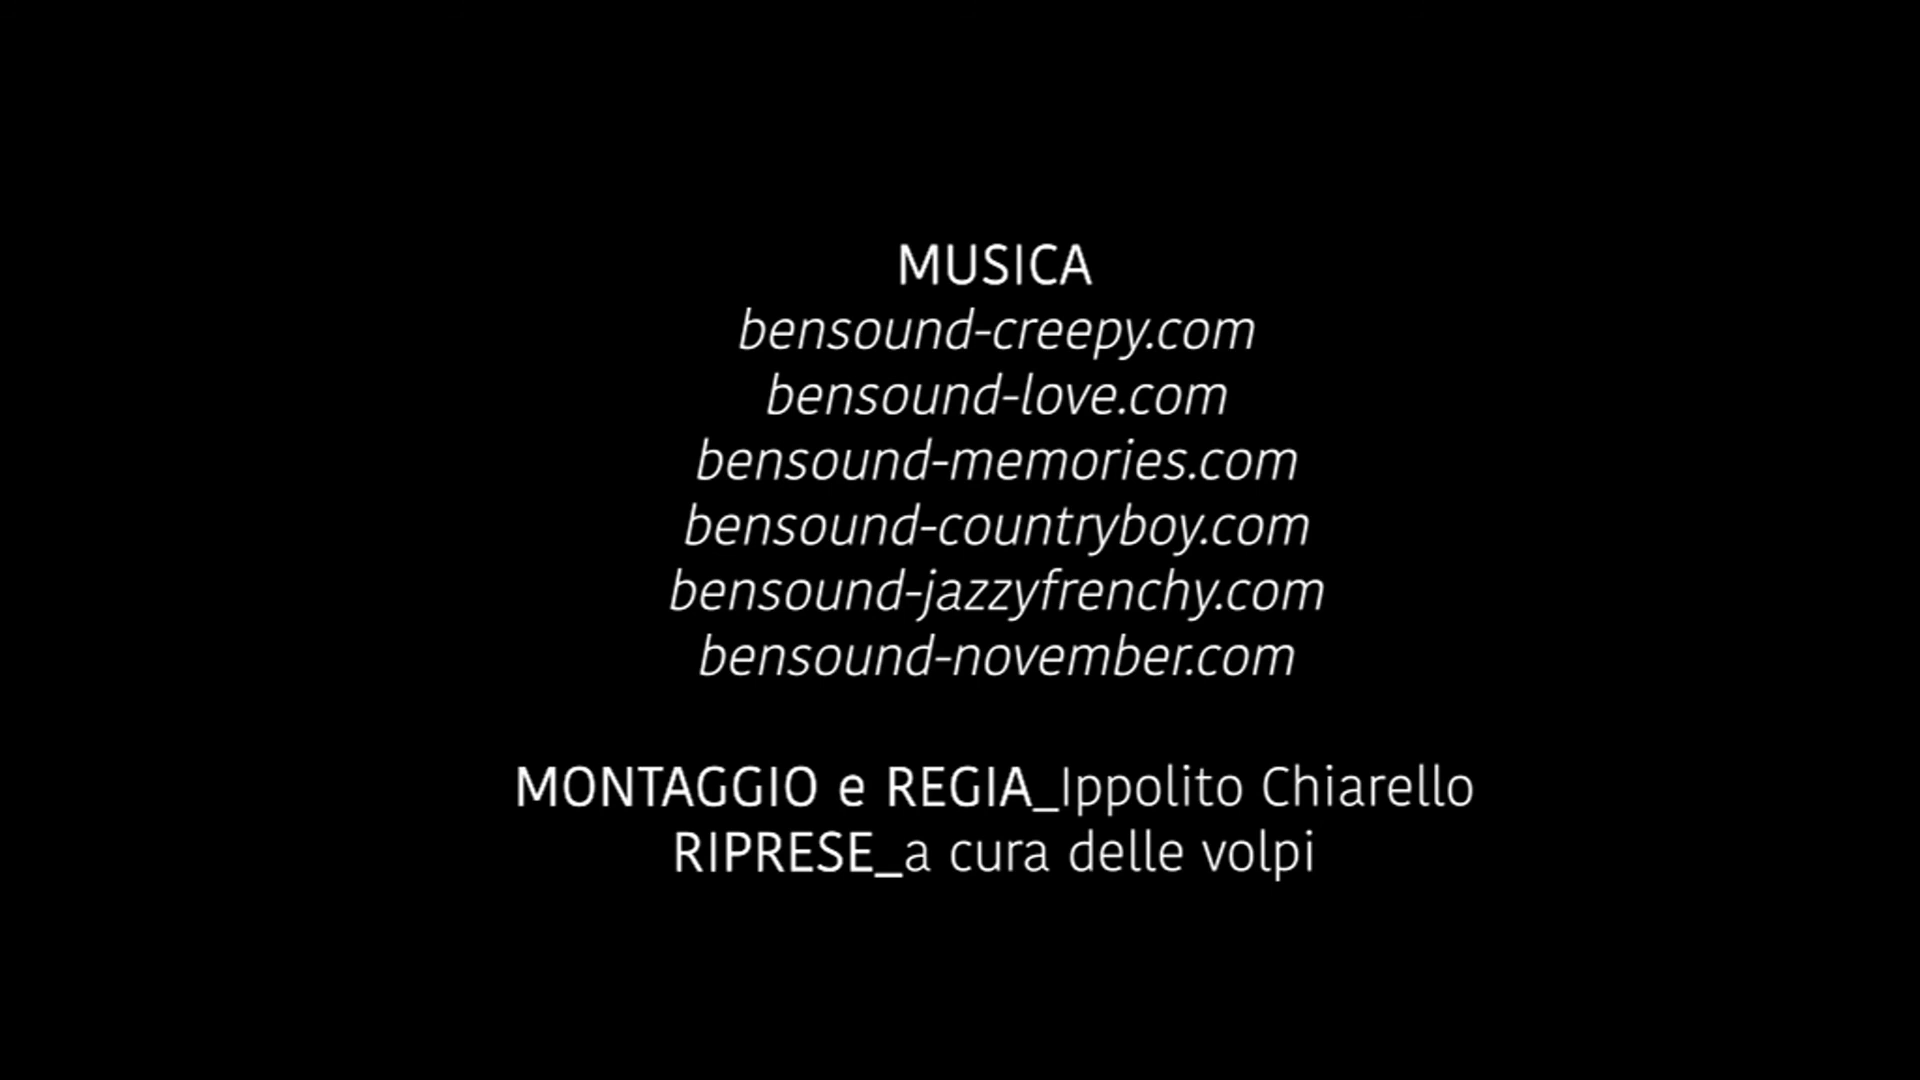 MUSICA
bensound-creepy.com
bensound-love.com
bensound-memories.com
bensound-countryboy.com
bensound-jazzyfrenchy.com
bensound-november.com
MONTAGGIO e REGIA_Ippolito Chiarello
RIPRESE_a cura delle volpi